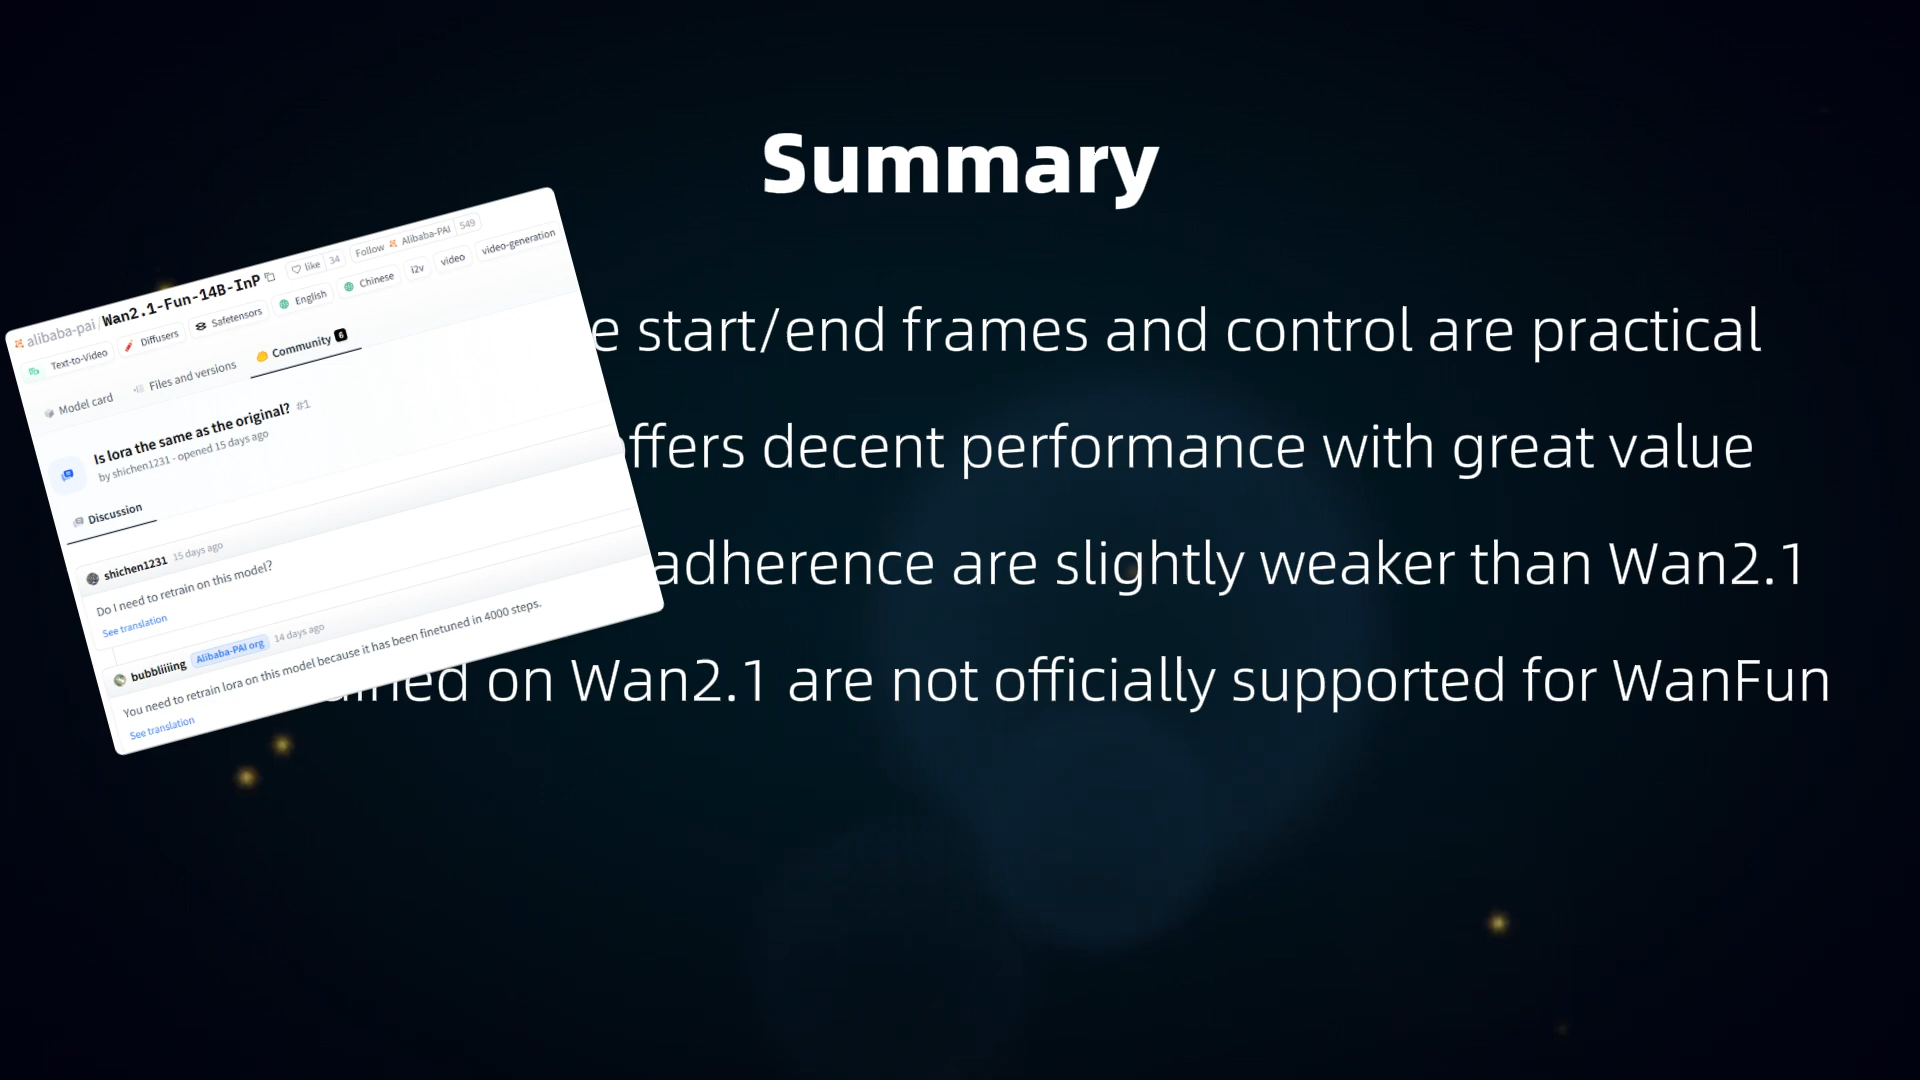 Summary
alibaba-pai/Wan2.1-Fun-14B-InP like 34 Follow Alibaba-PAI 549
Text-to-Video Diffusers Safetensors English Chinese i2v video video-generation
Model card Files and versions Community 6
Is lora the same as the original? #1
by shichen1231 - opened 15 days ago
Discussion
shichen1231 15 days ago
Do I need to retrain on this model?
See translation
bubbliiiing Alibaba-PAI org 14 days ago
You need to retrain lora on this model because it has been finetuned in 4000 steps.
See translation
start/end frames and control are practical
decent performance with great value
adherence are slightly weaker than Wan2.1
on Wan2.1 are not officially supported for WanFun